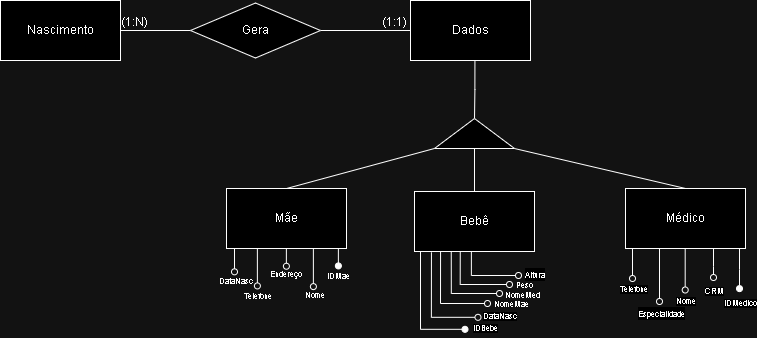 Nascimento
(1:N)
Gera
(1:1)
Dados
Mãe
Bebê
Médico
DataNasc
Telefone
Endereço
Nome
IDMae
Altura
Peso
NomeMed
NomeMae
DataNasc
IDBebe
Telefone
Especialidade
Nome
CRM
IDMedico